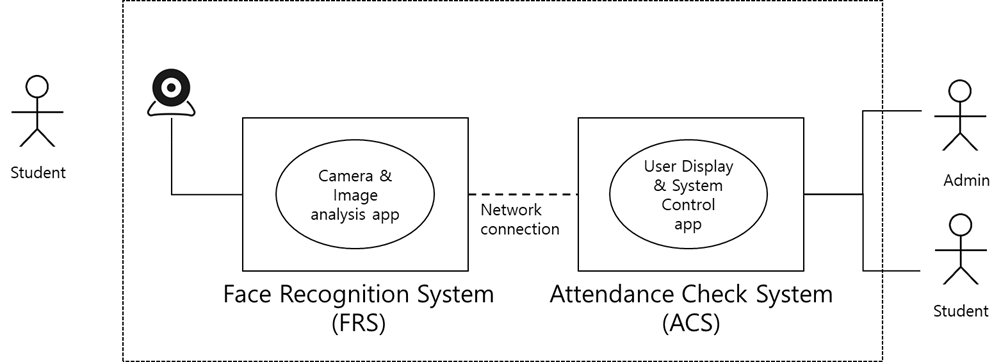 Student
Camera &
Image
analysis app
Network
connection
User Display
& System
Control
app
Face Recognition System
(FRS)
Attendance Check System
(ACS)
Admin
Student